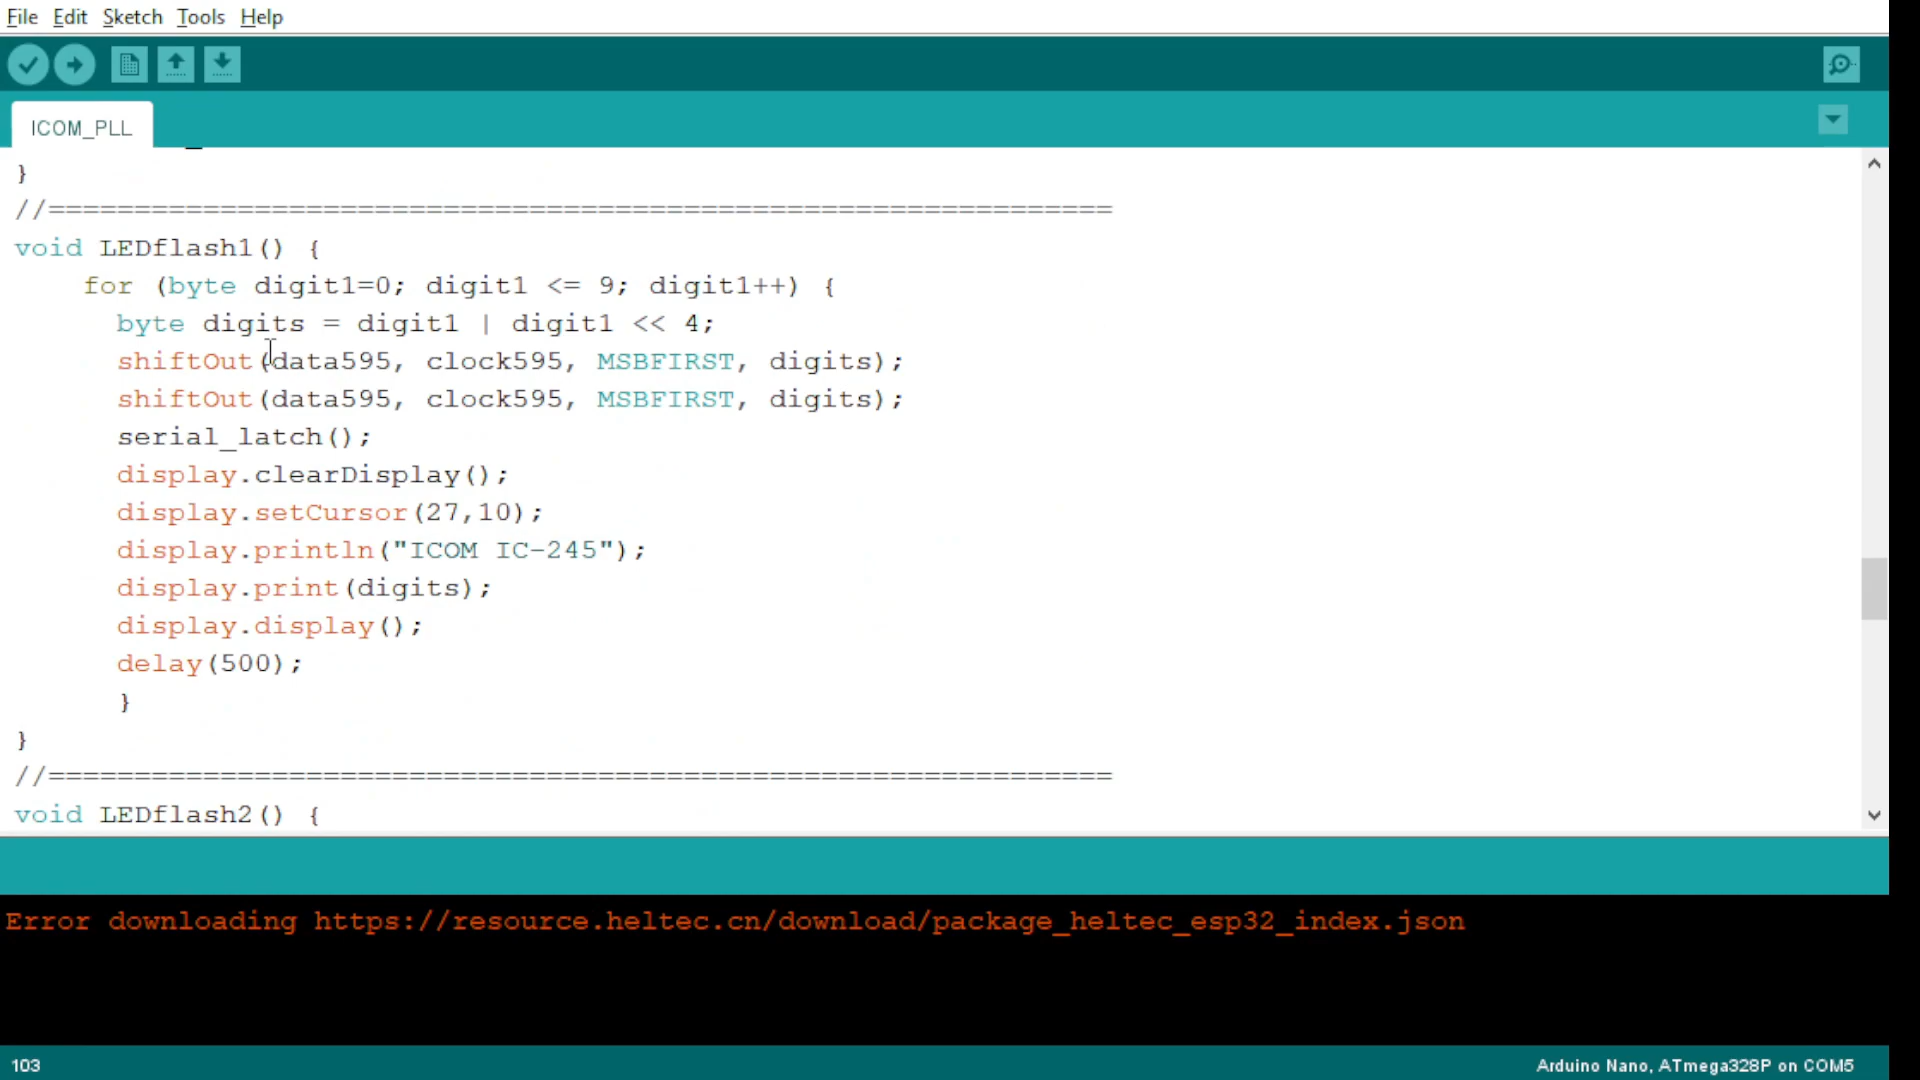 File Edit Sketch Tools Help
ICOM_PLL
}
//==============================================================
void LEDflash1() {
for (byte digit1=0; digit1 <= 9; digit1++) {
byte digits = digit1 | digit1 << 4;
shiftOut(data595, clock595, MSBFIRST, digits);
shiftOut(data595, clock595, MSBFIRST, digits);
serial_latch();
display.clearDisplay();
display.setCursor(27,10);
display.println("ICOM IC-245");
display.print(digits);
display.display();
delay(500);
}
}
//==============================================================
void LEDflash2() {
Error downloading https://resource.heltec.cn/download/package_heltec_esp32_index.json
103
Arduino Nano, ATmega328P on COM5